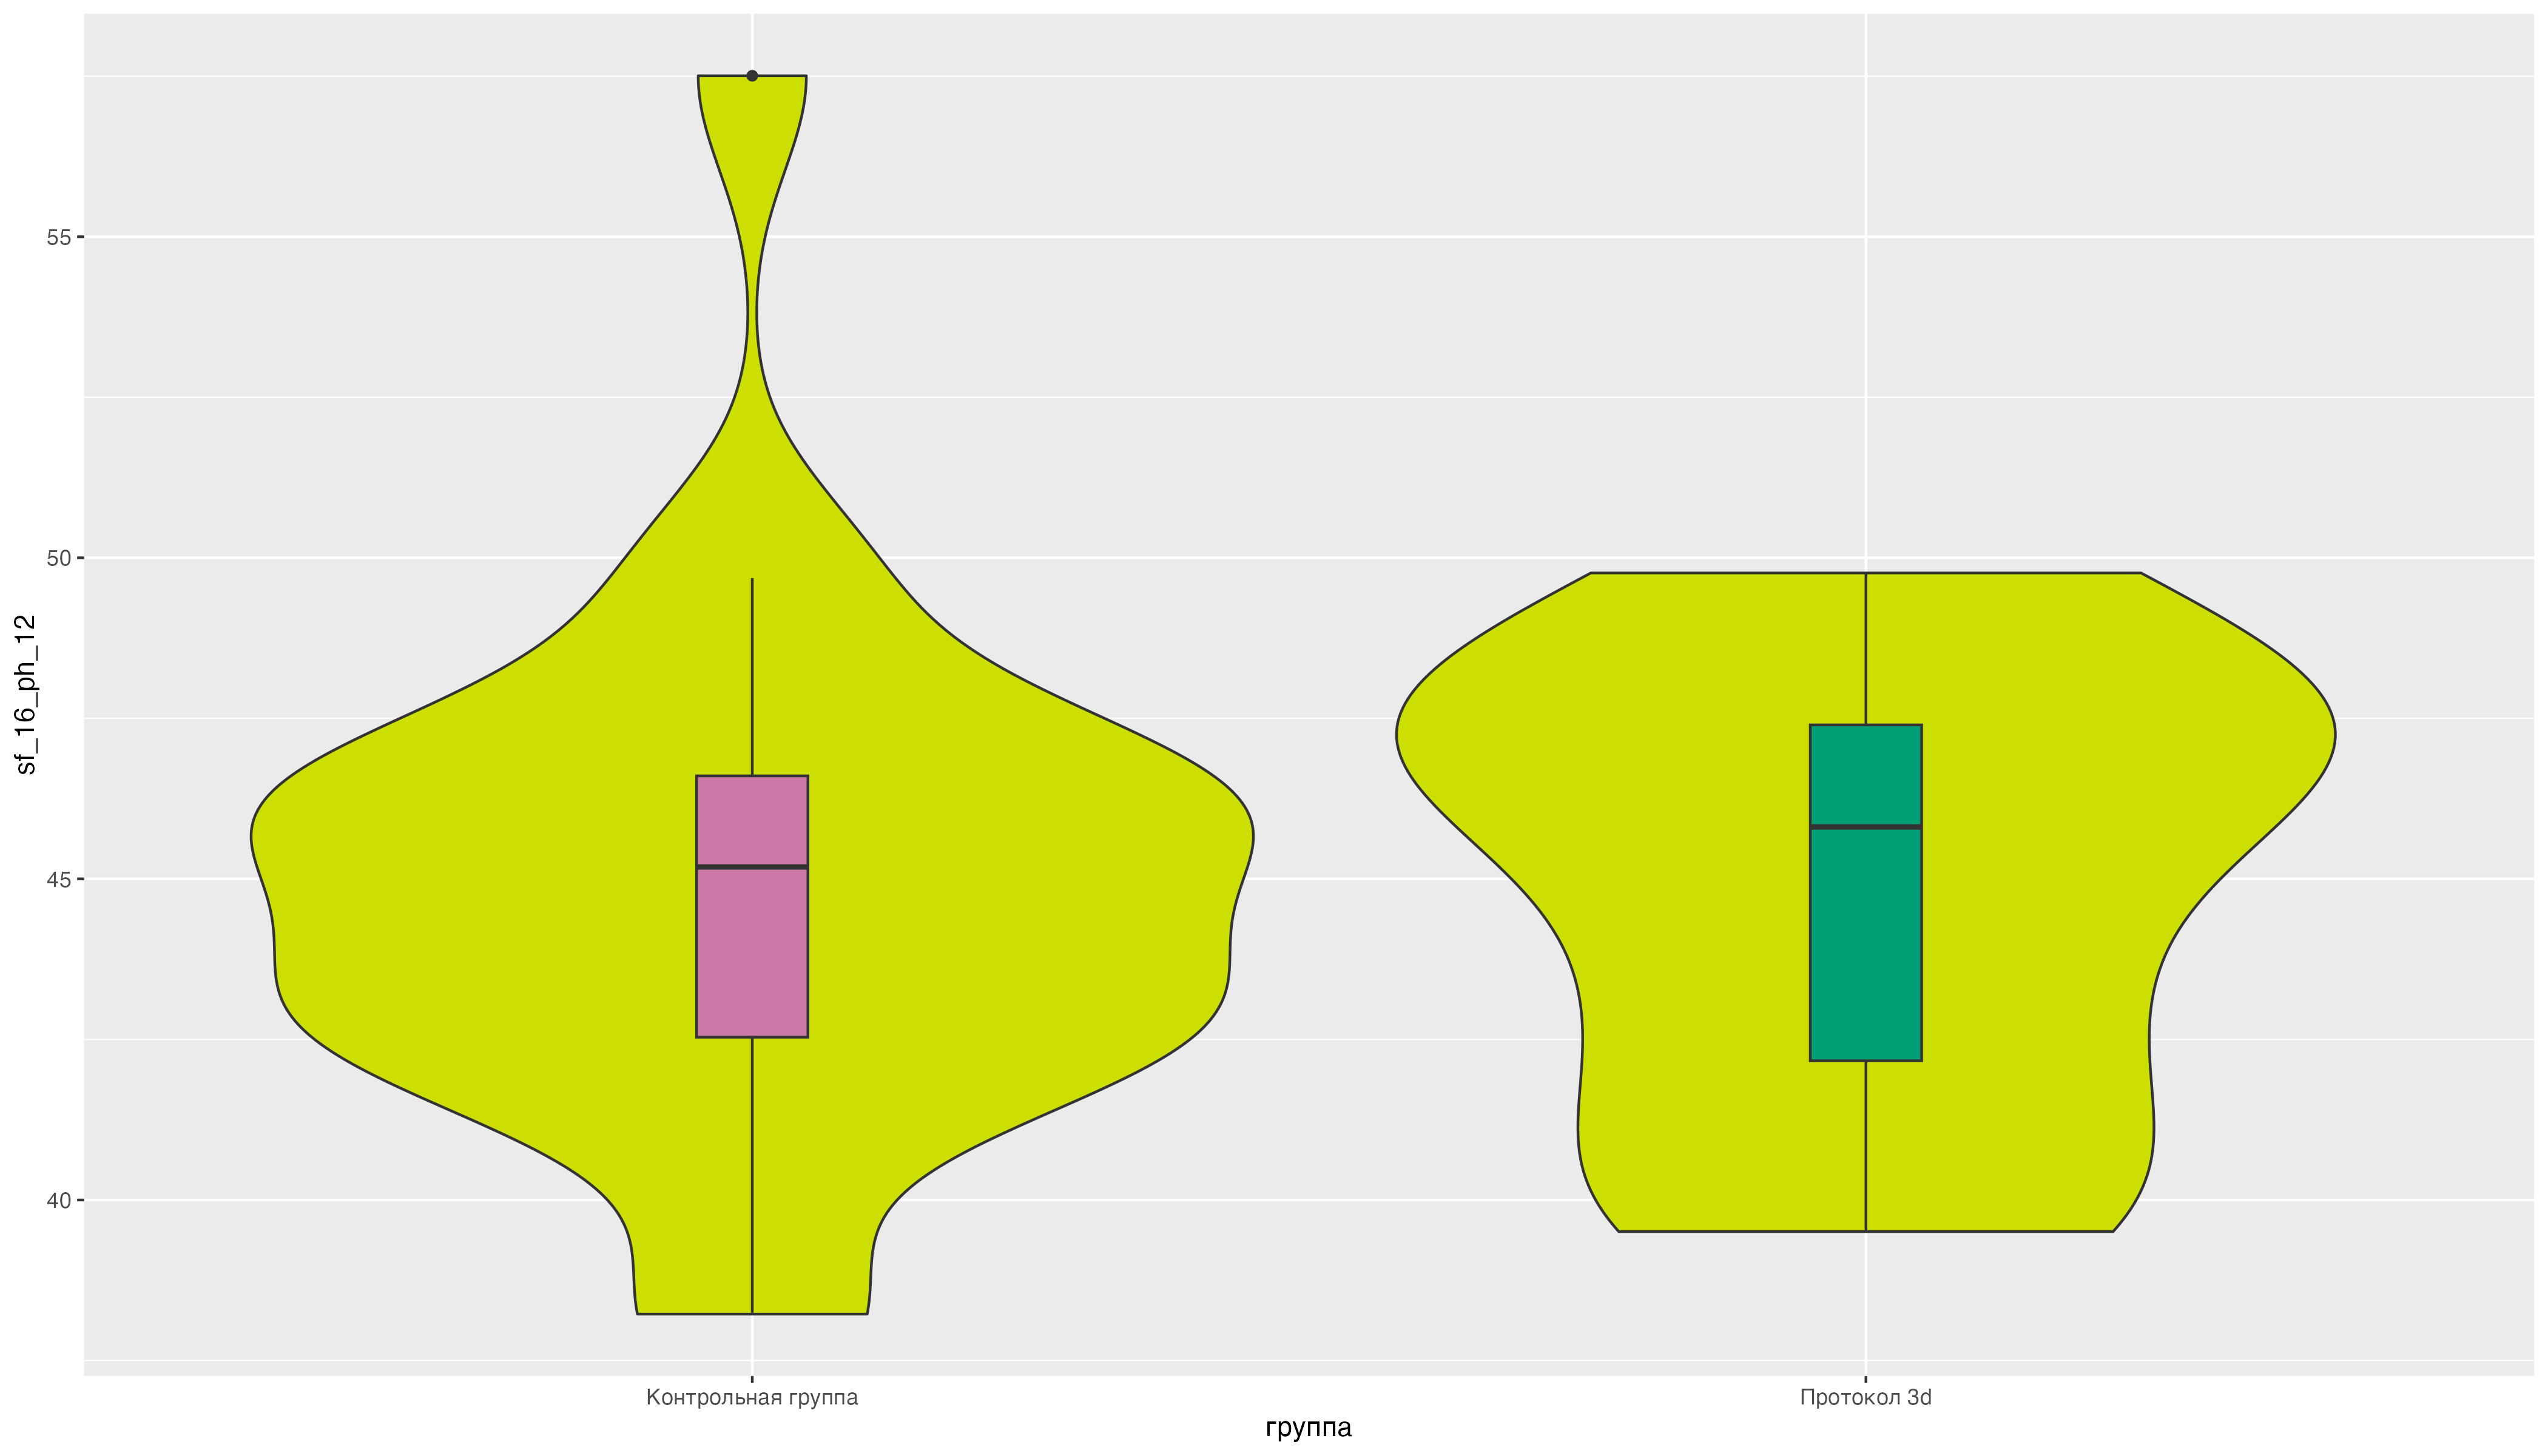 sf_16_ph_12
55
50
45
40
Контрольная группа
Протокол 3d
группа